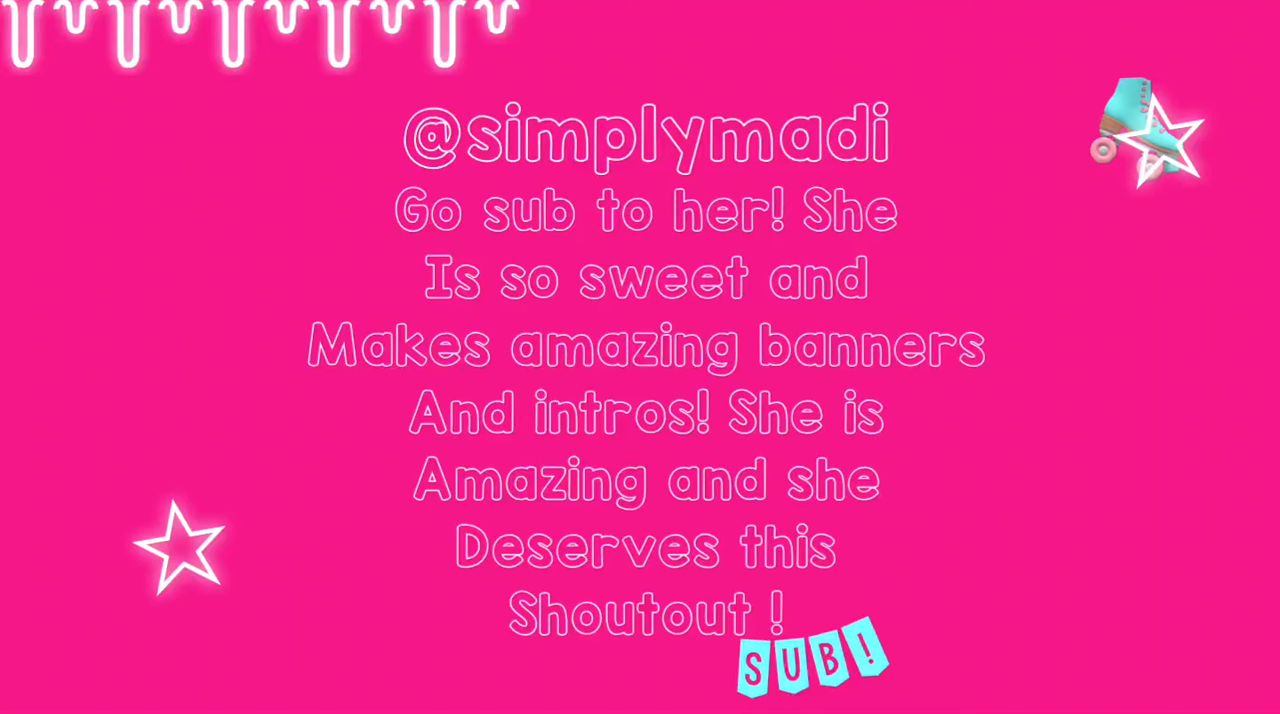 @simplymadi
Go sub to her! She
Is so sweet and
Makes amazing banners
And intros! She is
Amazing and she
Deserves this
Shoutout !
SUB!